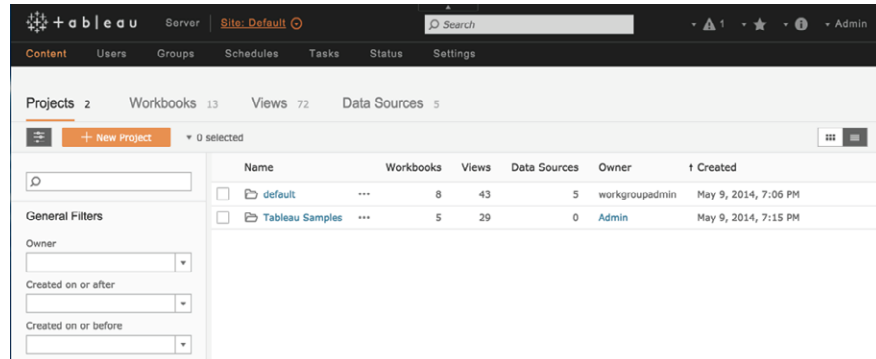 +ableau Server Site: Default Search 1 Admin
Content Users Groups Schedules Tasks Status Settings
Projects 2 Workbooks 13 Views 72 Data Sources 5
+ New Project 0 selected
Name Workbooks Views Data Sources Owner ↑ Created
default ... 8 43 5 workgroupadmin May 9, 2014, 7:06 PM
Tableau Samples ... 5 29 0 Admin May 9, 2014, 7:15 PM
General Filters
Owner
Created on or after
Created on or before